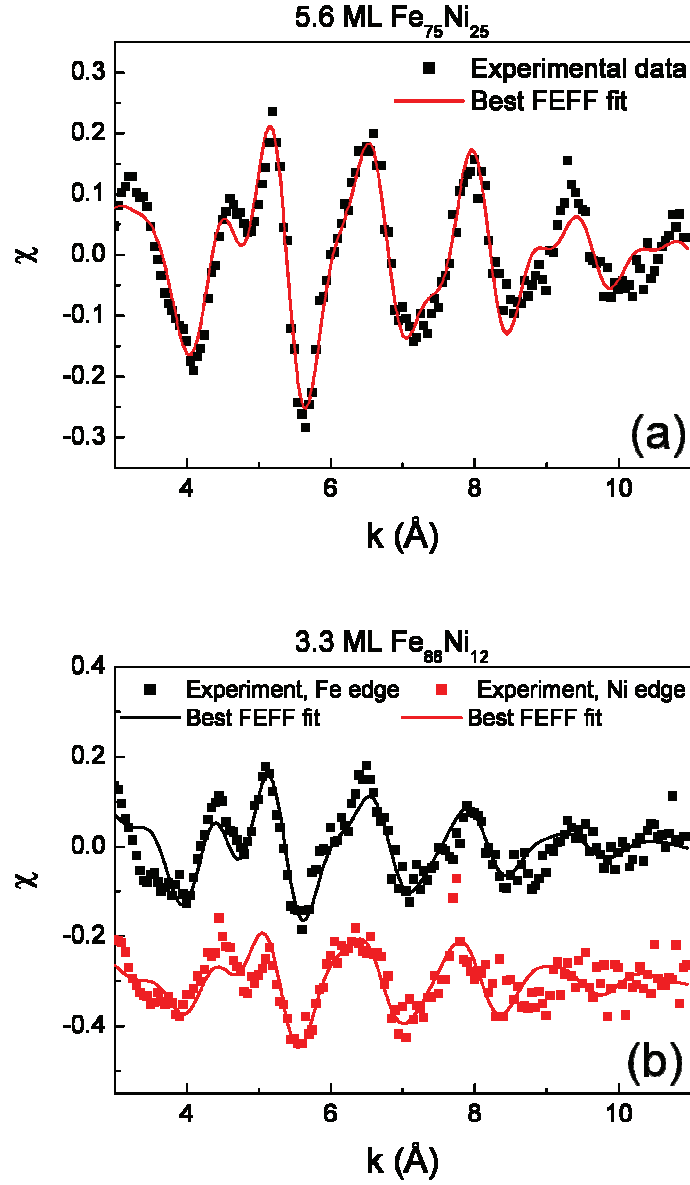 5.6 ML Fe₇₅Ni₂₅
Experimental data
Best FEFF fit
0.3
0.2
0.1
0.0
-0.1
-0.2
-0.3
χ
(a)
4 6 8 10
k (Å)
3.3 ML Fe₈₈Ni₁₂
Experiment, Fe edge Experiment, Ni edge
Best FEFF fit Best FEFF fit
0.4
0.2
0.0
-0.2
-0.4
χ
(b)
4 6 8 10
k (Å)